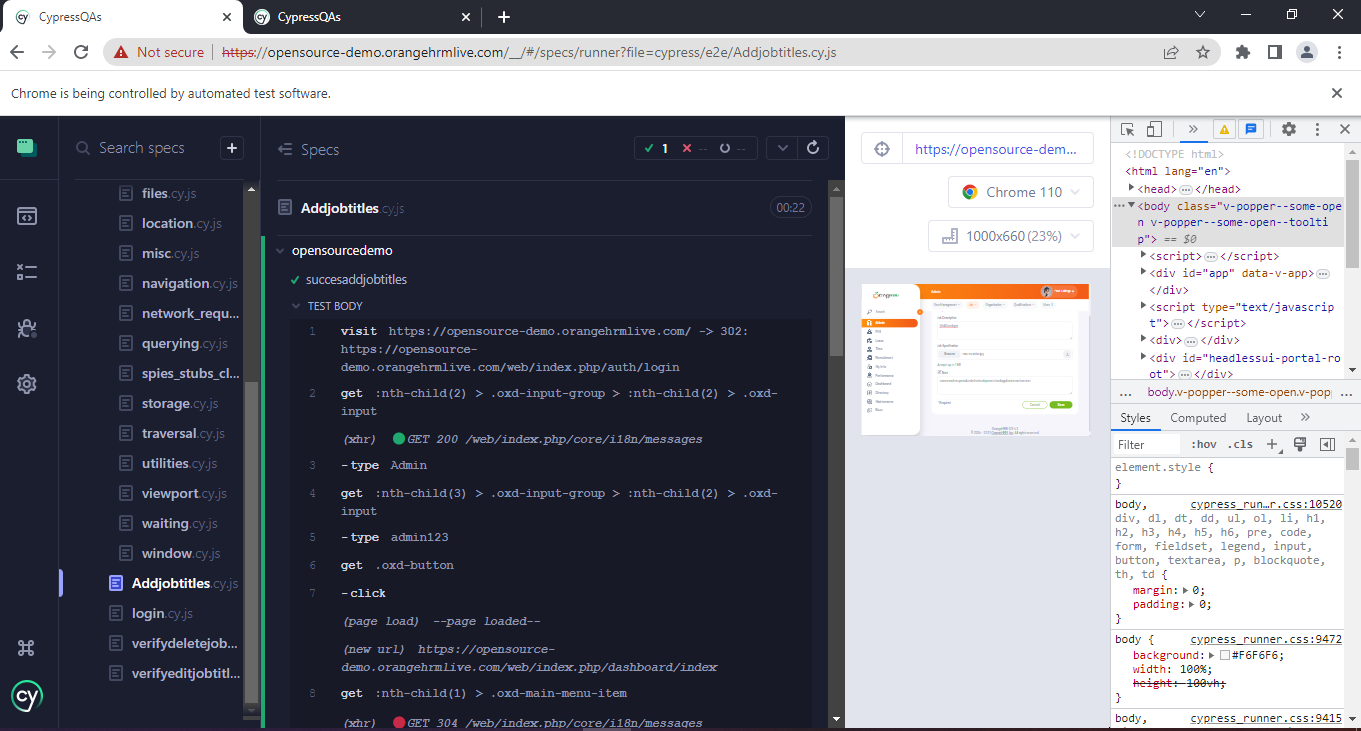 CypressQAs
CypressQAs
Not secure
https://opensource-demo.orangehrmlive.com/__/#/specs/runner?file=cypress/e2e/Addjobtitles.cy.js
Chrome is being controlled by automated test software.
Search specs
+
files.cy.js
location.cy.js
misc.cy.js
navigation.cy.js
network_requ...
querying.cy.js
spies_stubs_cl...
storage.cy.js
traversal.cy.js
utilities.cy.js
viewport.cy.js
waiting.cy.js
window.cy.js
Addjobtitles.cy.js
login.cy.js
verifydeletejob...
verifyeditjobtitl...
cy
Specs
1 -- --
Addjobtitles.cy.js
00:22
opensourcedemo
succesaddjobtitles
TEST BODY
1 visit https://opensource-demo.orangehrmlive.com/ -> 302:
https://opensource-
demo.orangehrmlive.com/web/index.php/auth/login
2 get :nth-child(2) > .oxd-input-group > :nth-child(2) > .oxd-
input
(xhr) GET 200 /web/index.php/core/i18n/messages
3 -type Admin
4 get :nth-child(3) > .oxd-input-group > :nth-child(2) > .oxd-
input
5 -type admin123
6 get .oxd-button
7 -click
(page load) --page loaded--
(new url) https://opensource-
demo.orangehrmlive.com/web/index.php/dashboard/index
8 get :nth-child(1) > .oxd-main-menu-item
(xhr) GET 304 /web/index.php/core/i18n/messages
https://opensource-dem...
Chrome 110
1000x660 (23%)
<!DOCTYPE html>
<html lang="en">
<head>...</head>
...<body class="v-popper--some-ope
n v-popper--some-open--toolti
p"> == $0
<script>...</script>
<div id="app" data-v-app>...
</div>
<script type="text/javascrip
t">...</script>
<div>...</div>
<div id="headlessui-portal-ro
ot">...</div>
... body.v-popper--some-open.v-pop ...
Styles Computed Layout
Filter :hov .cls +
element.style {
}
body, cypress_run…r.css:10520
div, dl, dt, dd, ul, ol, li, h1,
h2, h3, h4, h5, h6, pre, code,
form, fieldset, legend, input,
button, textarea, p, blockquote,
th, td {
margin: 0;
padding: 0;
}
body { cypress_runner.css:9472
background: #F6F6F6;
width: 100%;
height: 100vh;
}
body, cypress_runner.css:9415